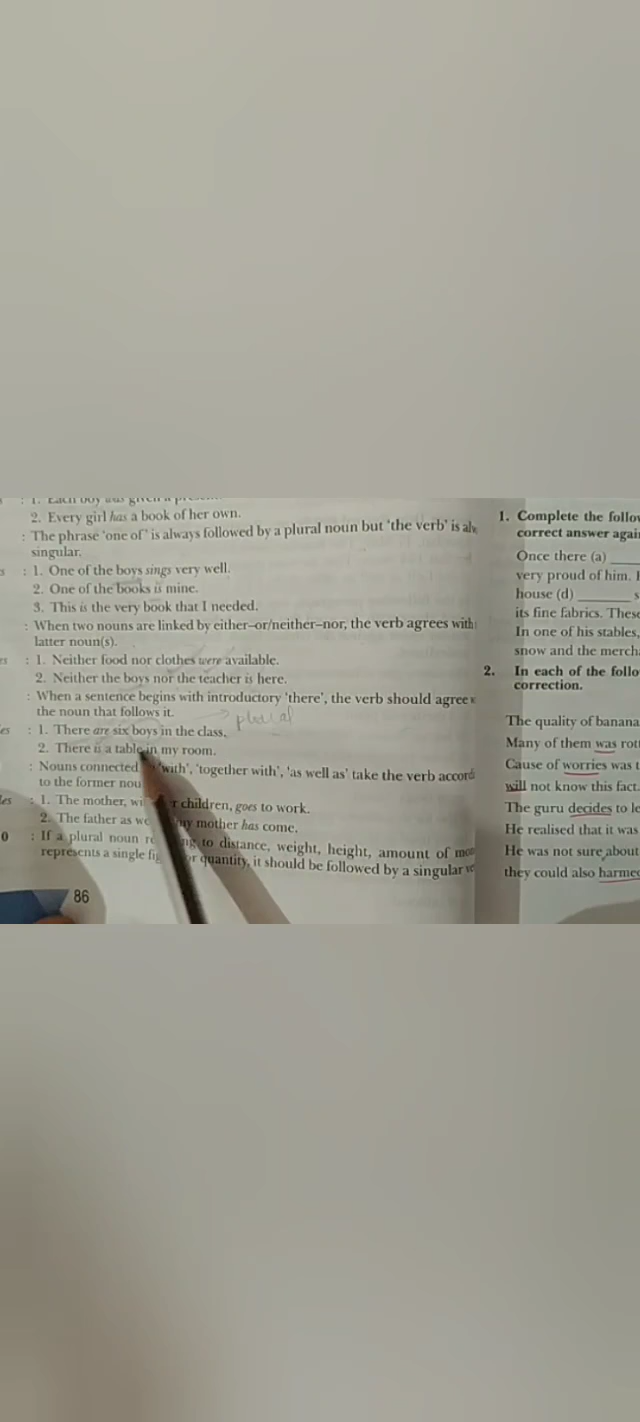 2. Every girl has a book of her own.
: The phrase 'one of' is always followed by a plural noun but 'the verb' is
singular.
: 1. One of the boys sings very well.
2. One of the books is mine.
3. This is the very book that I needed.
: When two nouns are linked by either–or/neither–nor, the verb agrees with
latter noun(s).
: 1. Neither food nor clothes were available.
2. Neither the boys nor the teacher is here.
: When a sentence begins with introductory 'there', the verb should agree
the noun that follows it.
plural
: 1. There are six boys in the class.
2. There is a table in my room.
: Nouns connected 'with', 'together with', 'as well as' take the verb
to the former
: 1. The mother, children, goes to work.
2. The father as my mother has come.
: If a plural noun to distance, weight, height, amount of
represents a single or quantity, it should be followed by a singular
86
1. Complete the
correct answer
Once there (a)
very proud of him.
house (d)
its fine fabrics. These
In one of his stables,
snow and the
2. In each of the
correction.
The quality of banana
Many of them was
Cause of worries was
will not know this fact.
The guru decides to
He realised that it was
He was not sure about
they could also harmed